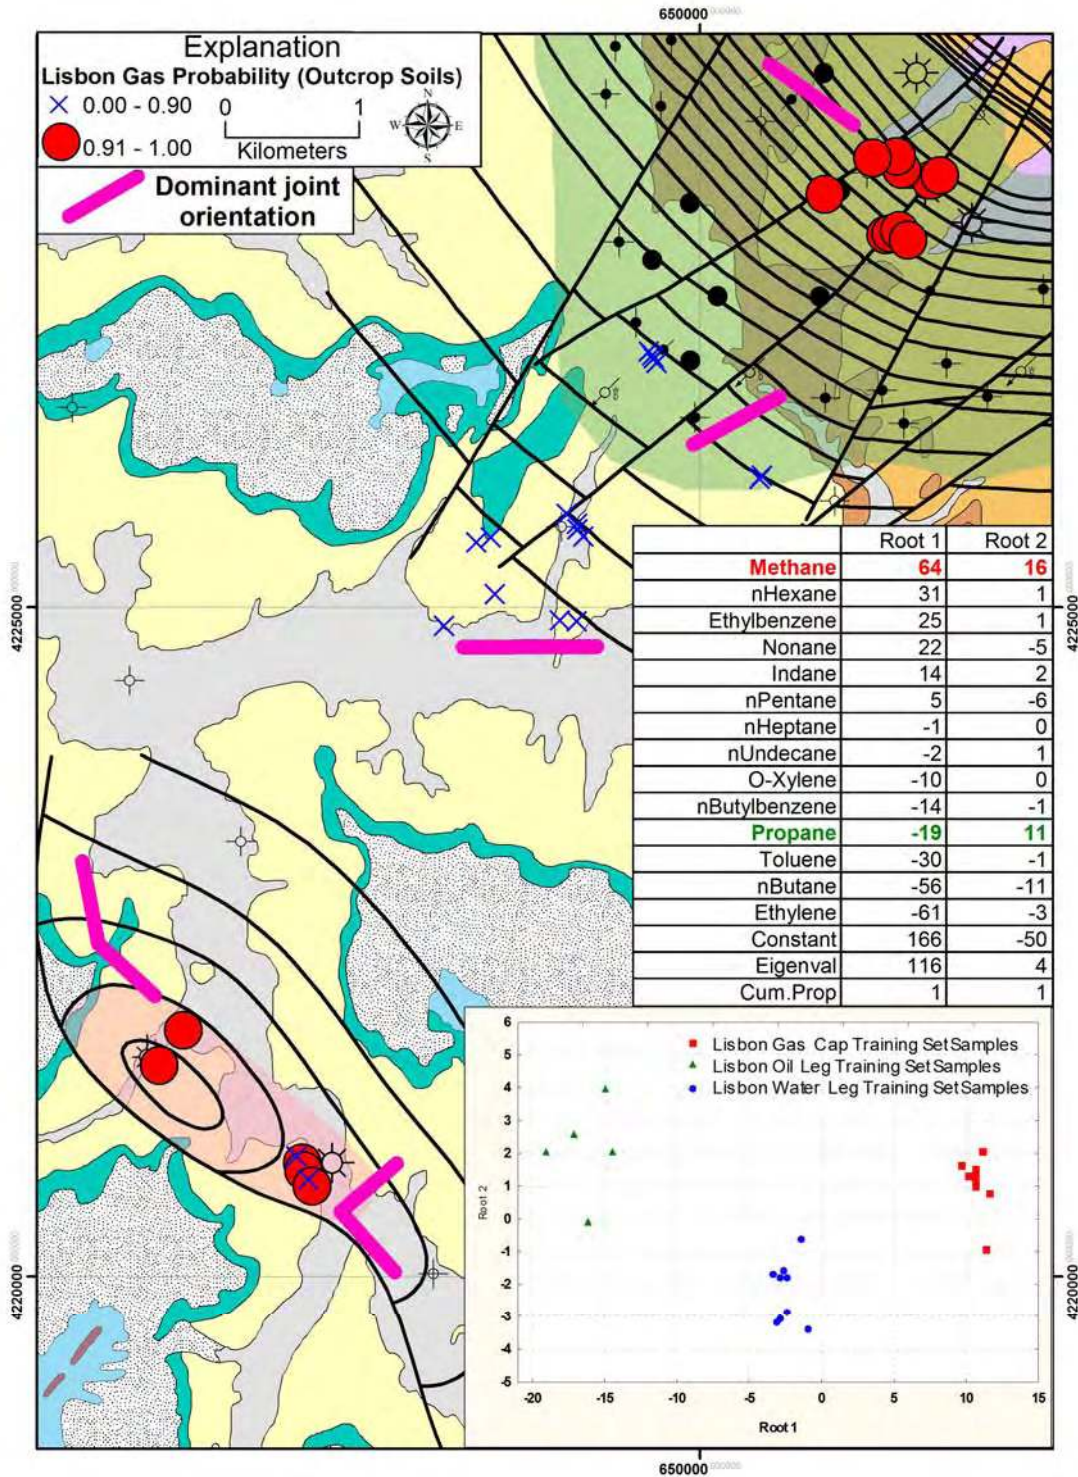 650000
Explanation
Lisbon Gas Probability (Outcrop Soils)
0.00 - 0.90
0 1
0.91 - 1.00
Kilometers
N
W E
S
Dominant joint
orientation
4225000
4225000
Root 1 Root 2
Methane 64 16
nHexane 31 1
Ethylbenzene 25 1
Nonane 22 -5
Indane 14 2
nPentane 5 -6
nHeptane -1 0
nUndecane -2 1
O-Xylene -10 0
nButylbenzene -14 -1
Propane -19 11
Toluene -30 -1
nButane -56 -11
Ethylene -61 -3
Constant 166 -50
Eigenval 116 4
Cum.Prop 1 1
Lisbon Gas Cap Training SetSamples
Lisbon Oil Leg Training SetSamples
Lisbon Water Leg Training SetSamples
6
5
4
3
2
1
0
-1
-2
-3
-4
-5
Root 2
-20 -15 -10 -5 0 5 10 15
Root 1
4220000
4220000
650000